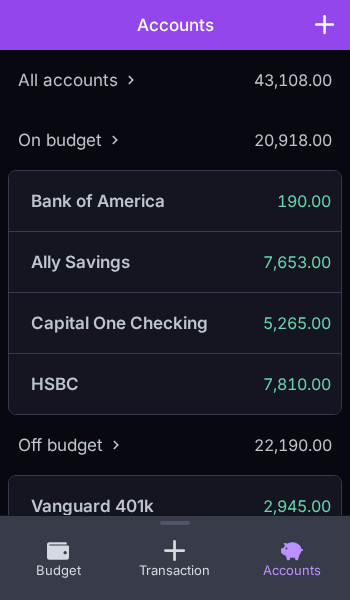 Accounts
All accounts 43,108.00
On budget 20,918.00
Bank of America 190.00
Ally Savings 7,653.00
Capital One Checking 5,265.00
HSBC 7,810.00
Off budget 22,190.00
Vanguard 401k 2,945.00
Budget Transaction Accounts